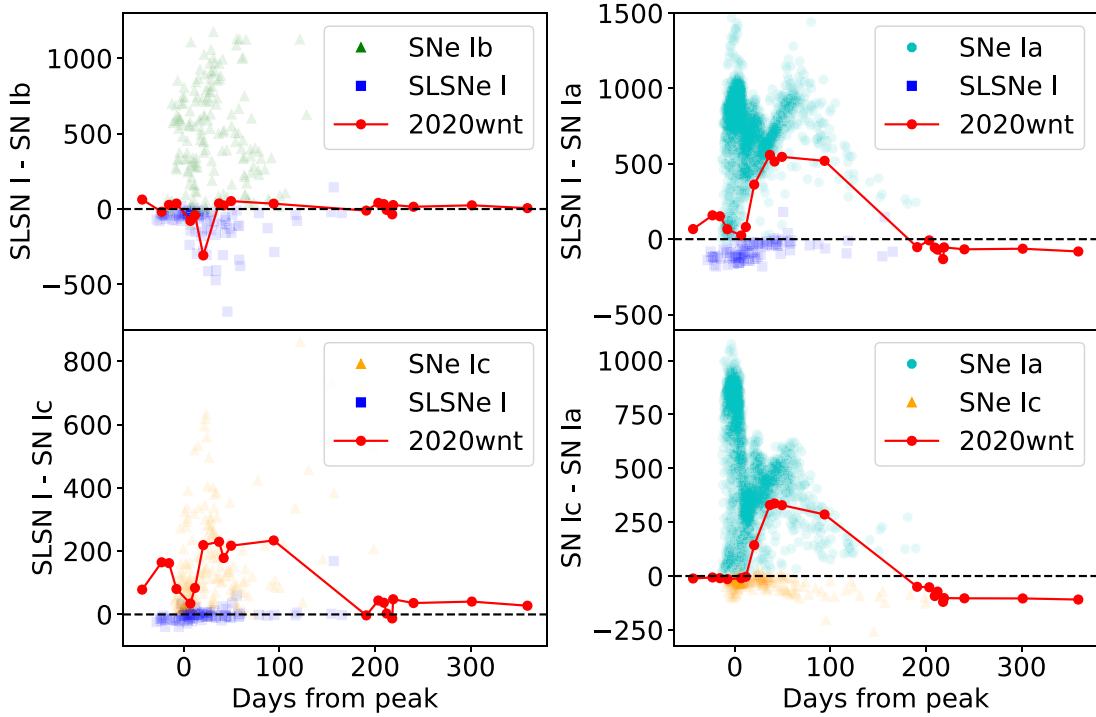 SLSN I - SN Ib
1000
500
0
−500
SNe Ib
SLSNe I
2020wnt
SLSN I - SN Ia
1500
1000
500
0
−500
SNe Ia
SLSNe I
2020wnt
SLSN I - SN Ic
800
600
400
200
0
SNe Ic
SLSNe I
2020wnt
0 100 200 300
Days from peak
SN Ic - SN Ia
1000
750
500
250
0
−250
SNe Ia
SNe Ic
2020wnt
0 100 200 300
Days from peak